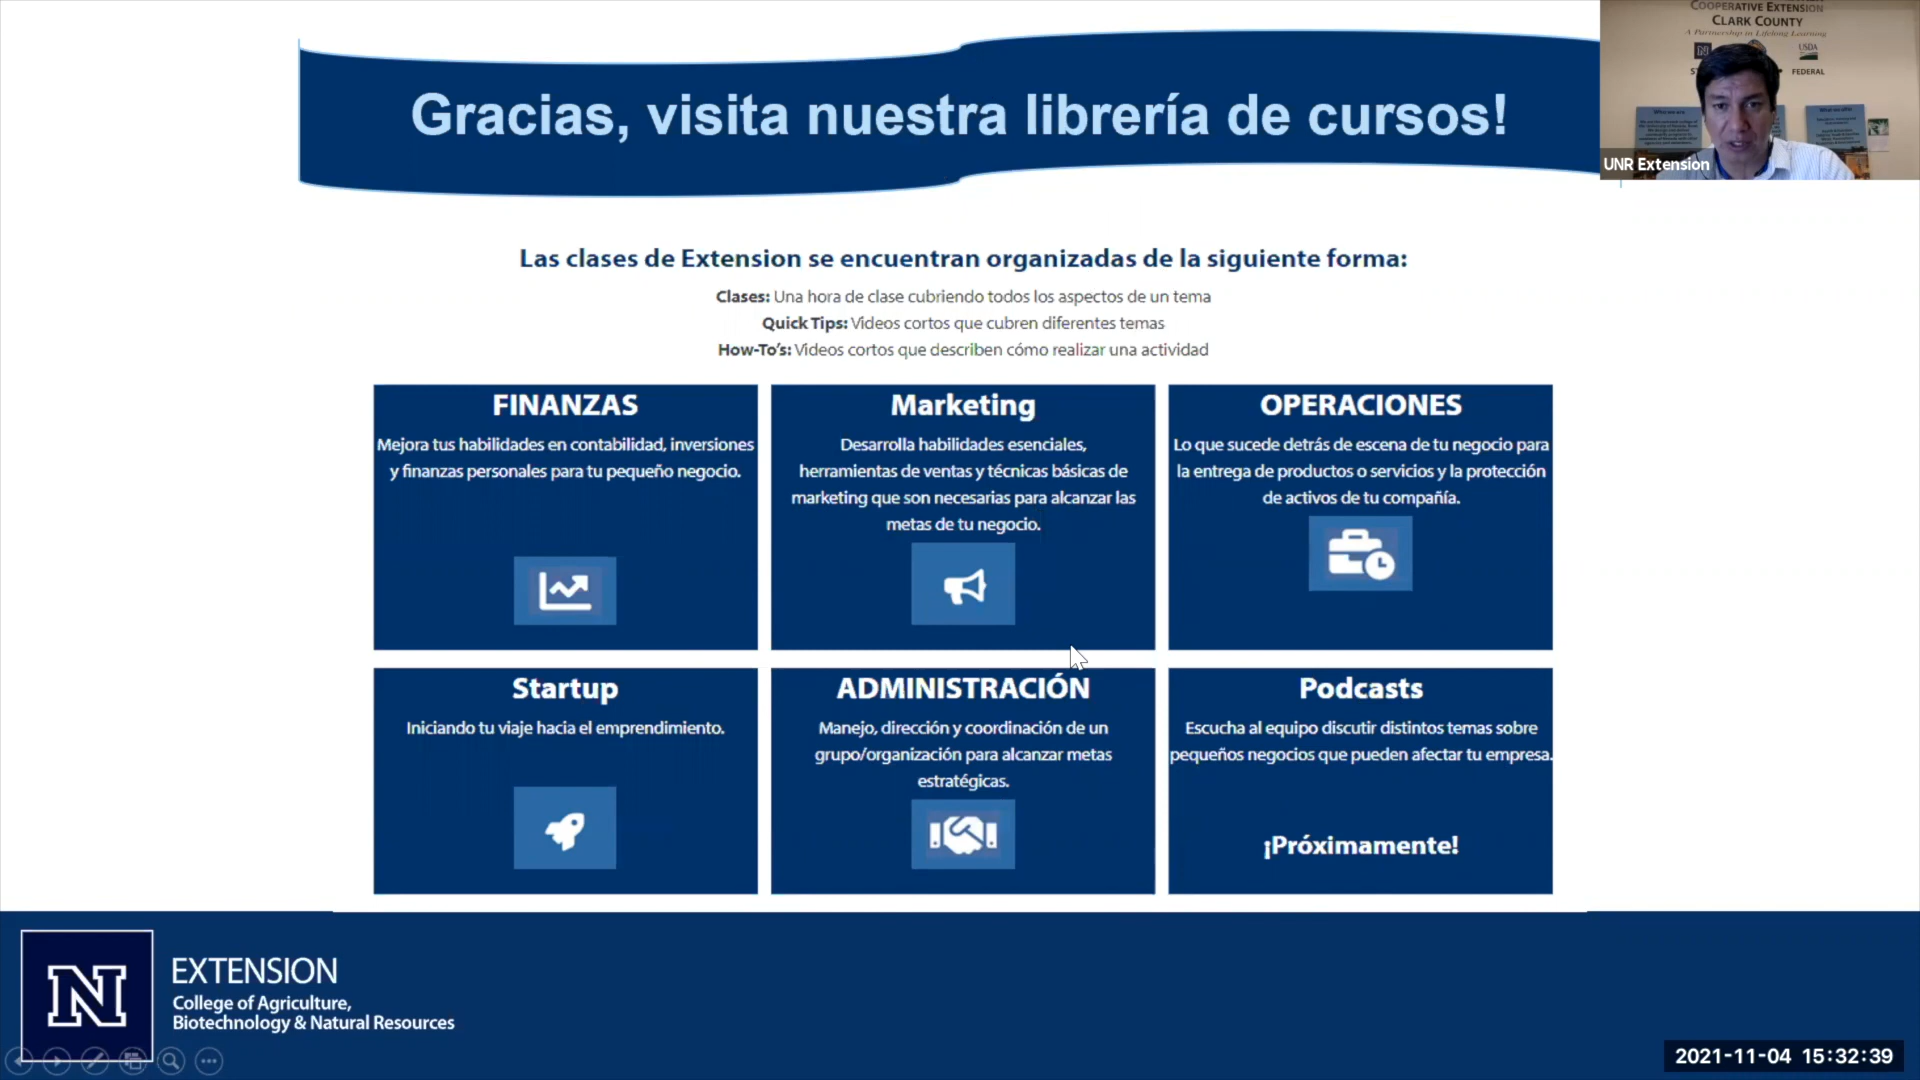 Gracias, visita nuestra librería de cursos!
COOPERATIVE EXTENSION
CLARK COUNTY
A Partnership in Lifelong Learning
USDA
FEDERAL
UNR Extension
Las clases de Extension se encuentran organizadas de la siguiente forma:
Clases: Una hora de clase cubriendo todos los aspectos de un tema
Quick Tips: Videos cortos que cubren diferentes temas
How-To's: Videos cortos que describen cómo realizar una actividad
FINANZAS
Mejora tus habilidades en contabilidad, inversiones
y finanzas personales para tu pequeño negocio.
Marketing
Desarrolla habilidades esenciales,
herramientas de ventas y técnicas básicas de
marketing que son necesarias para alcanzar las
metas de tu negocio.
OPERACIONES
Lo que sucede detrás de escena de tu negocio para
la entrega de productos o servicios y la protección
de activos de tu compañía.
Startup
Iniciando tu viaje hacia el emprendimiento.
ADMINISTRACIÓN
Manejo, dirección y coordinación de un
grupo/organización para alcanzar metas
estratégicas.
Podcasts
Escucha al equipo discutir distintos temas sobre
pequeños negocios que pueden afectar tu empresa.
¡Próximamente!
N
EXTENSION
College of Agriculture,
Biotechnology & Natural Resources
2021-11-04 15:32:39